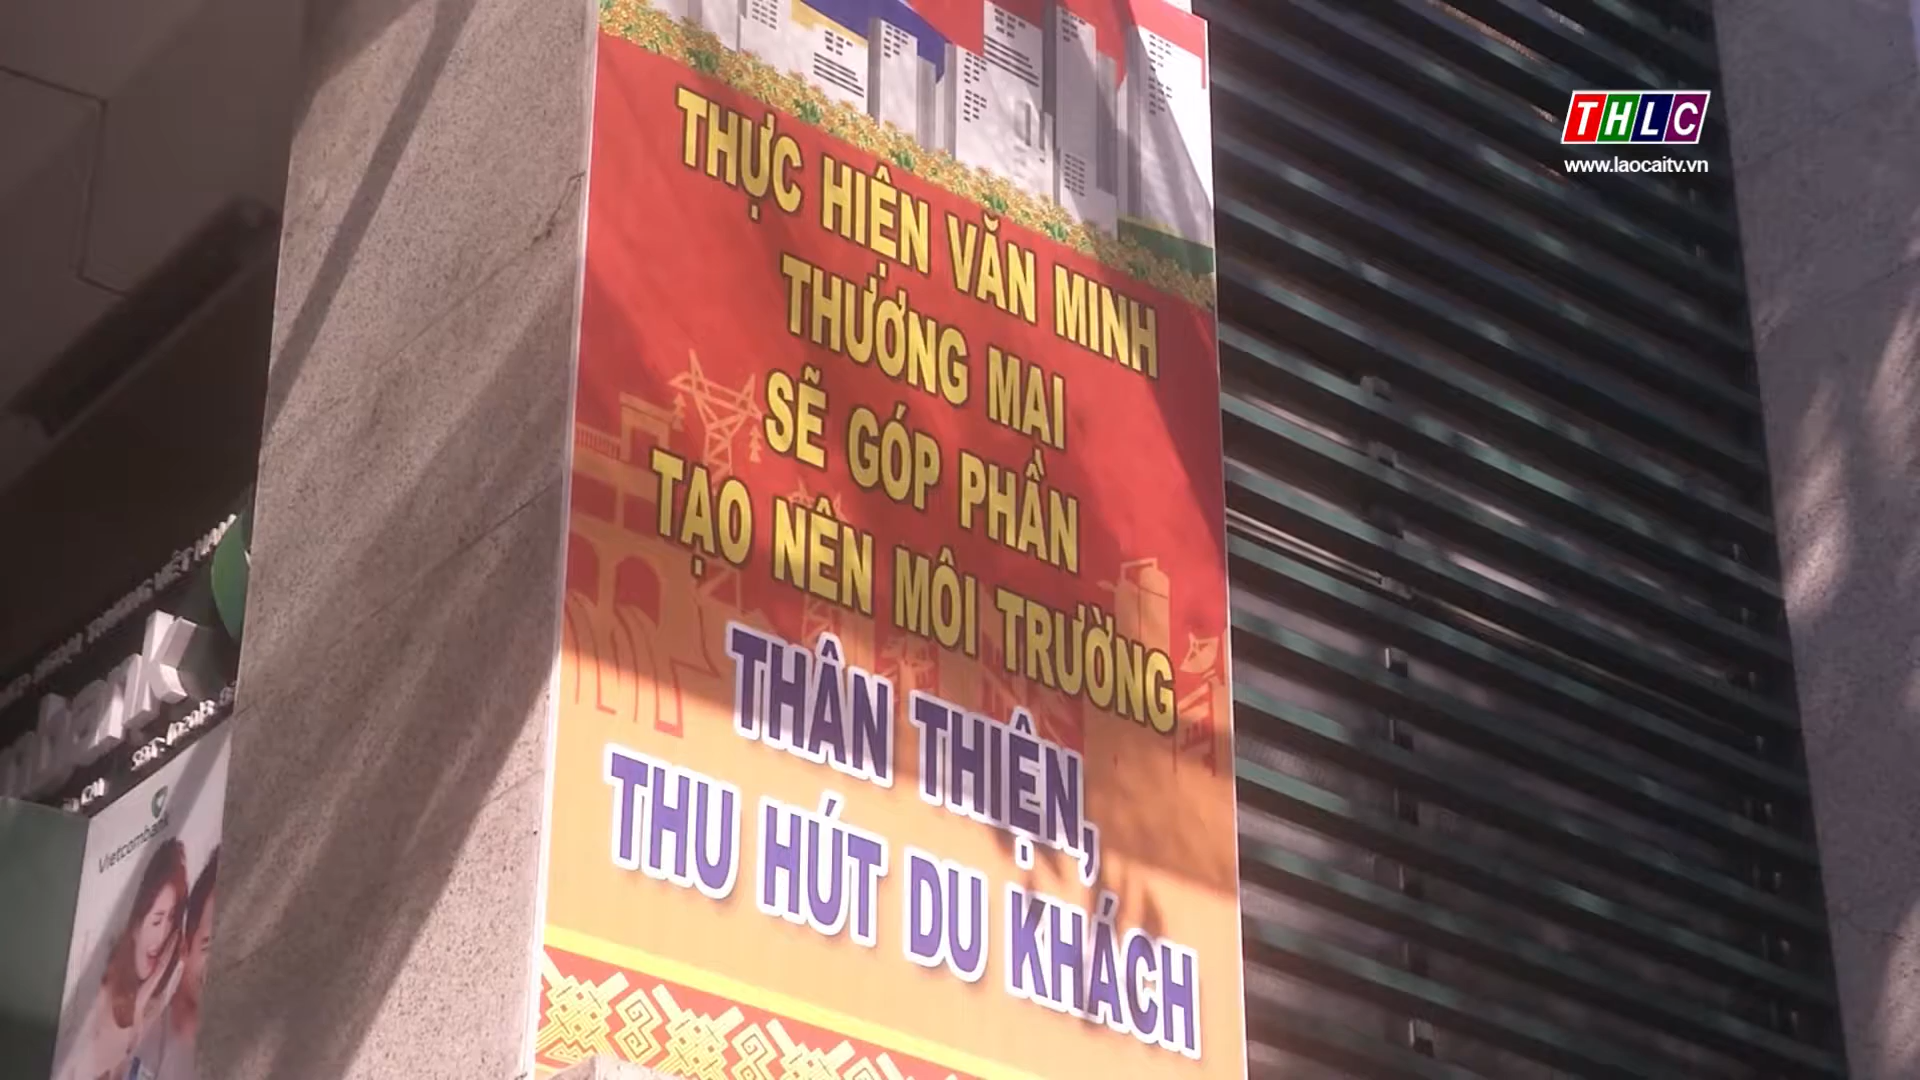 THLC
www.laocaitv.vn
THỰC HIỆN VĂN MINH
THƯƠNG MẠI
SẼ GÓP PHẦN
TẠO NÊN MÔI TRƯỜNG
THÂN THIỆN,
THU HÚT DU KHÁCH
Vietcombank